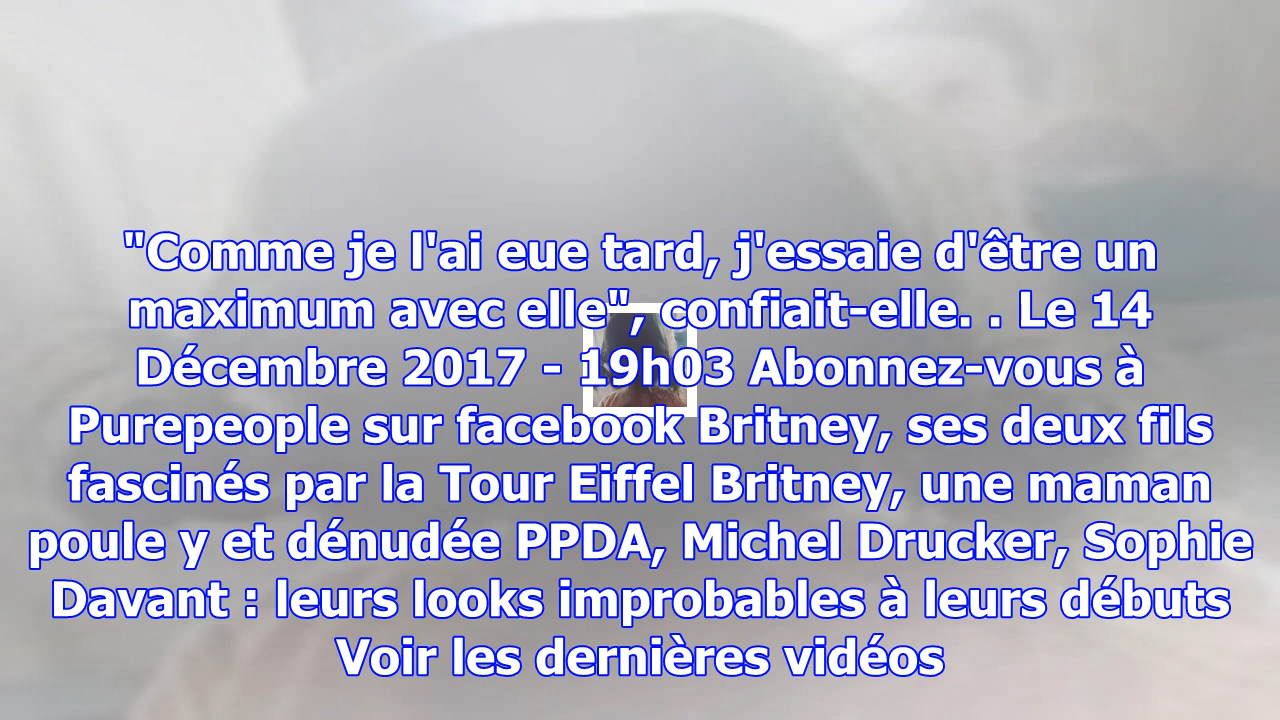 "Comme je l'ai eue tard, j'essaie d'être un
maximum avec elle", confiait-elle. . Le 14
Décembre 2017 - 19h03 Abonnez-vous à
Purepeople sur facebook Britney, ses deux fils
fascinés par la Tour Eiffel Britney, une maman
poule y et dénudée PPDA, Michel Drucker, Sophie
Davant : leurs looks improbables à leurs débuts
Voir les dernières vidéos